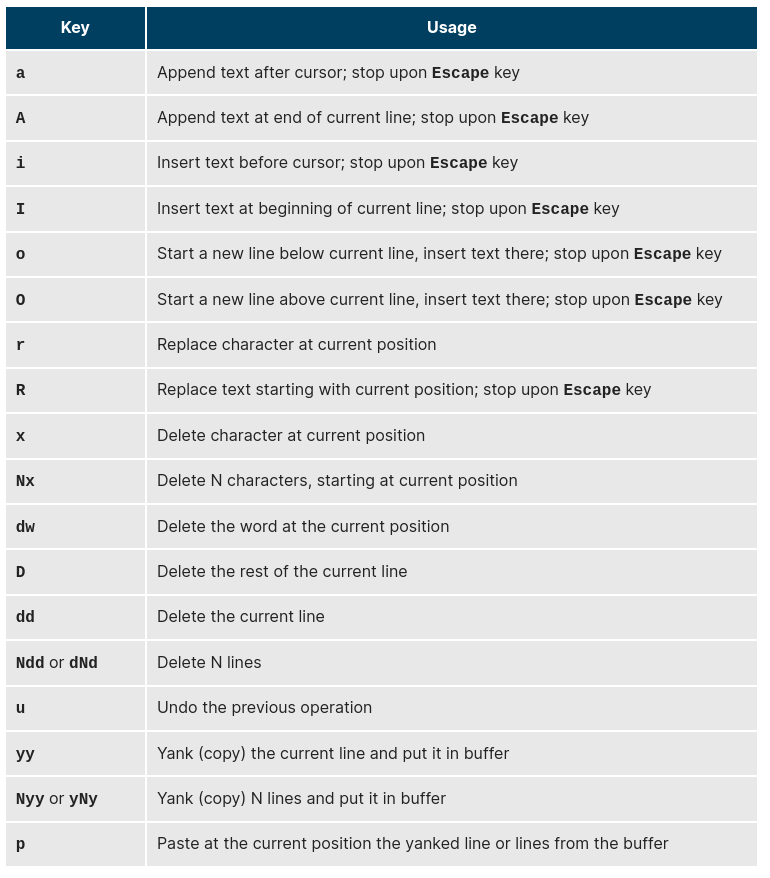 Key Usage
a Append text after cursor; stop upon Escape key
A Append text at end of current line; stop upon Escape key
i Insert text before cursor; stop upon Escape key
I Insert text at beginning of current line; stop upon Escape key
o Start a new line below current line, insert text there; stop upon Escape key
O Start a new line above current line, insert text there; stop upon Escape key
r Replace character at current position
R Replace text starting with current position; stop upon Escape key
x Delete character at current position
Nx Delete N characters, starting at current position
dw Delete the word at the current position
D Delete the rest of the current line
dd Delete the current line
Ndd or dNd Delete N lines
u Undo the previous operation
yy Yank (copy) the current line and put it in buffer
Nyy or yNy Yank (copy) N lines and put it in buffer
p Paste at the current position the yanked line or lines from the buffer